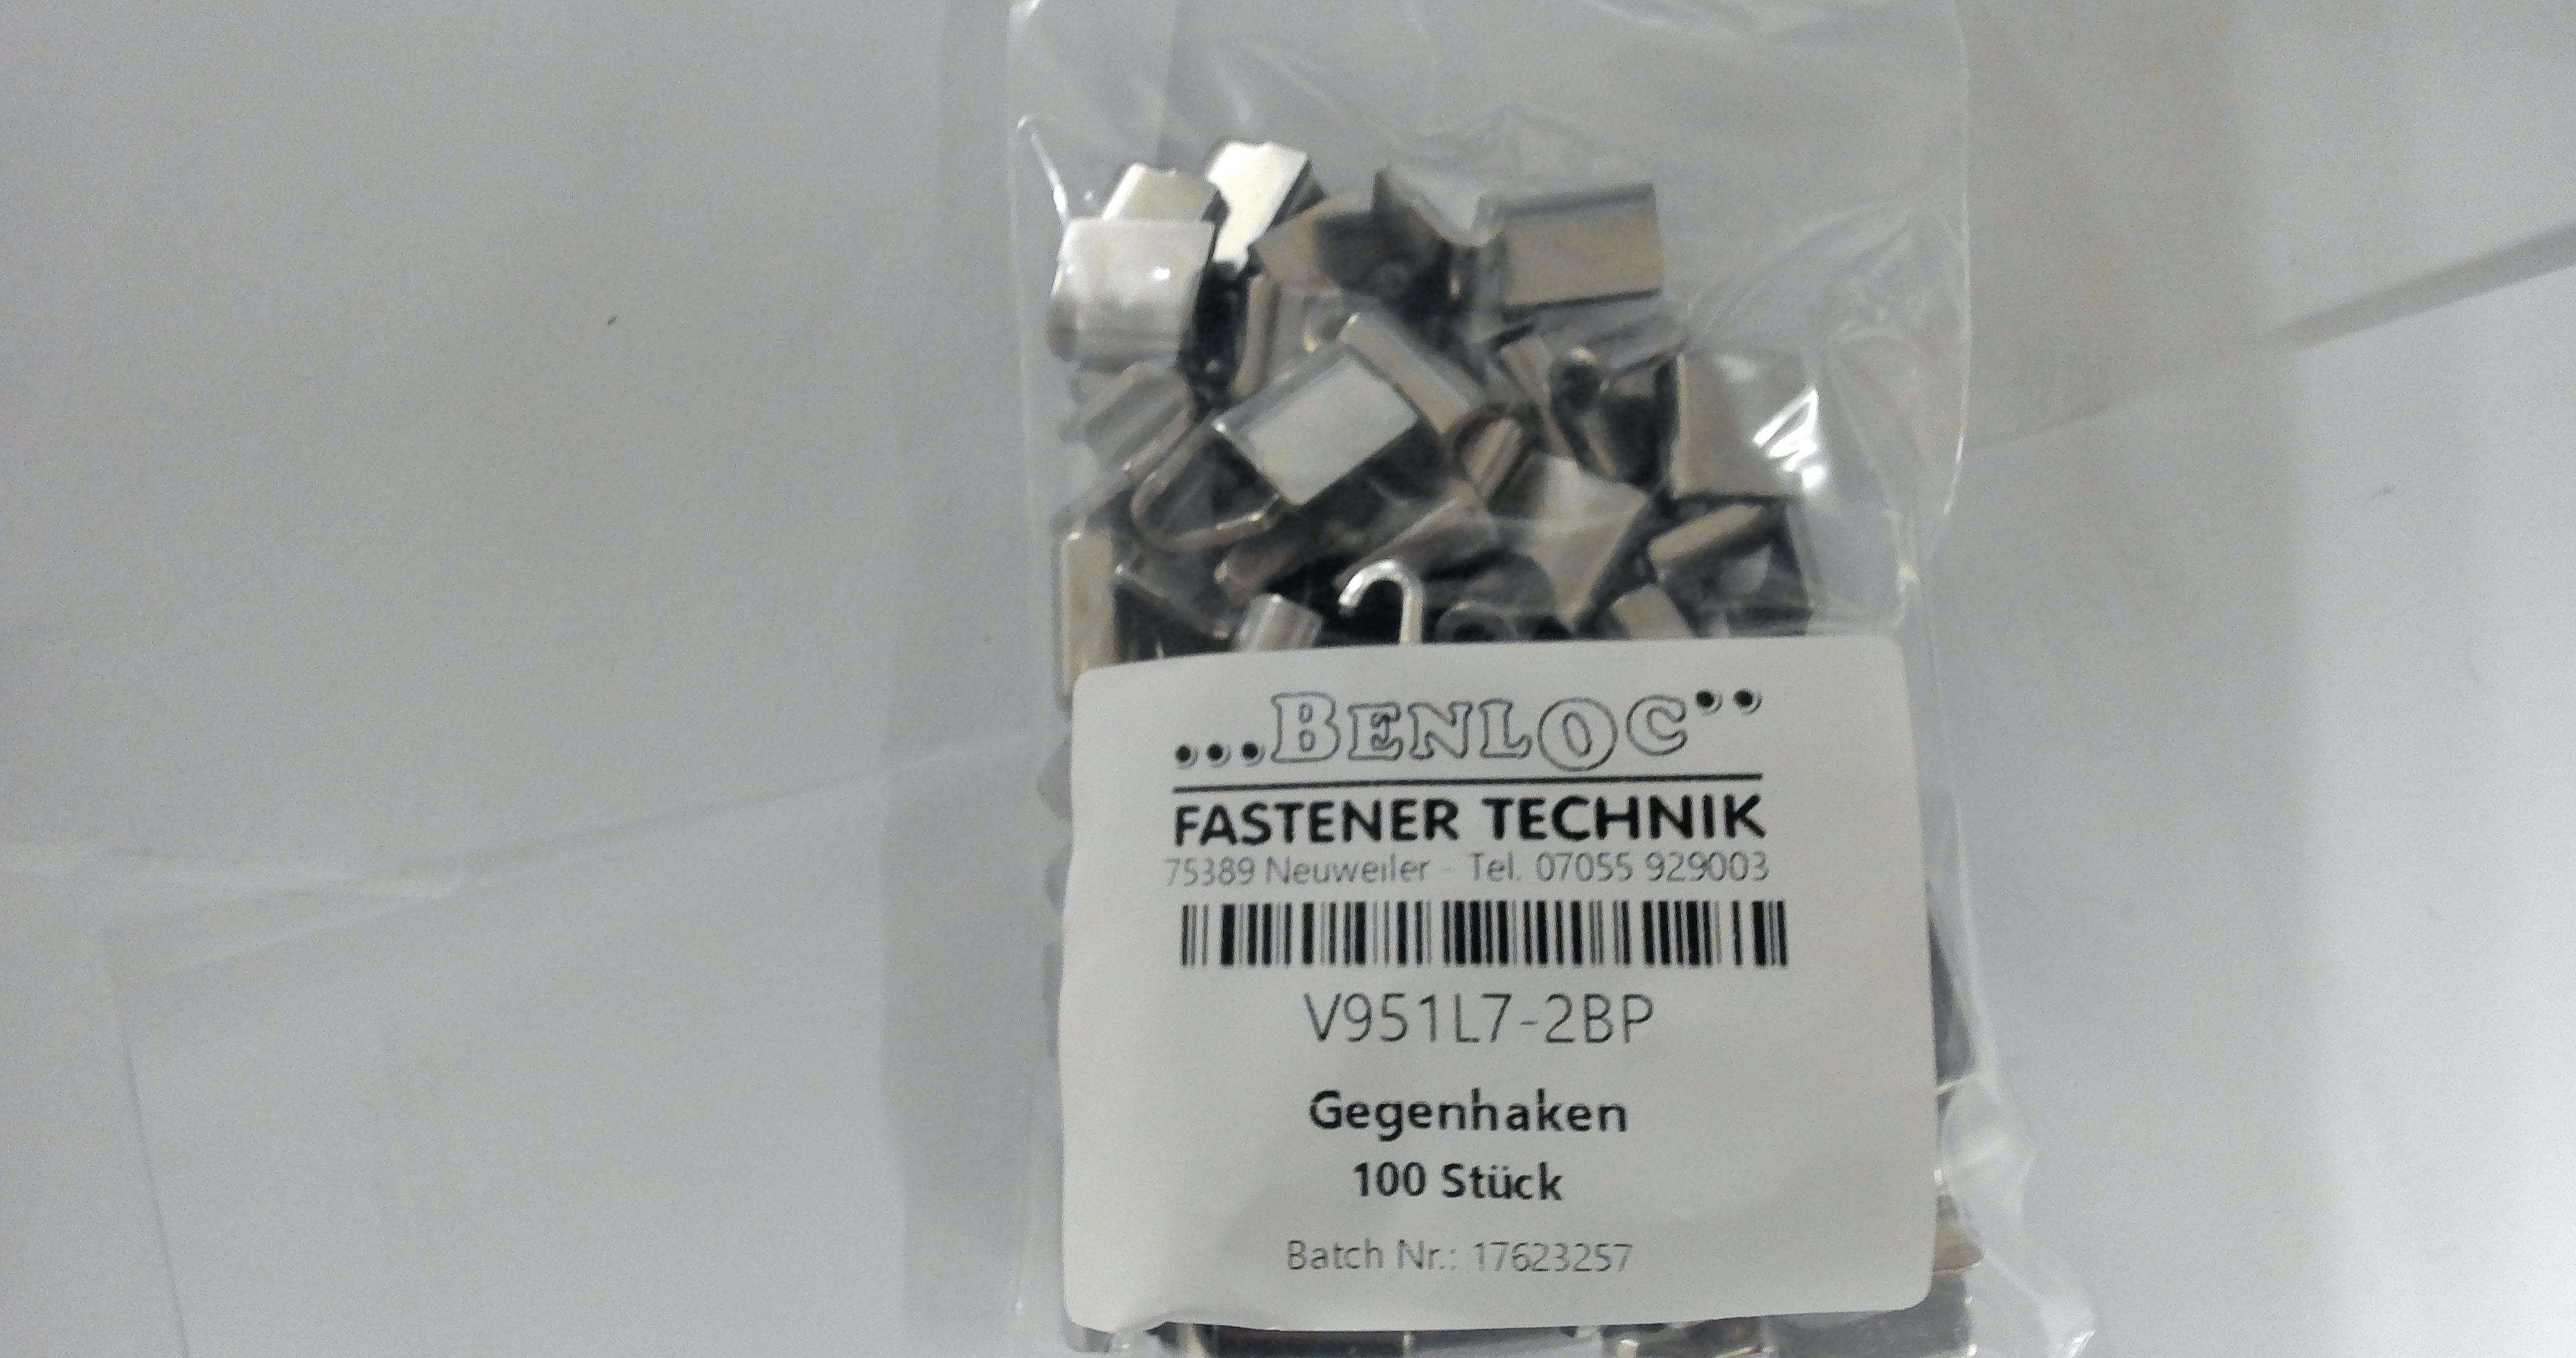 ...BENLOC..
FASTENER TECHNIK
75389 Neuweiler - Tel. 07055 929003
V951L7-2BP
Gegenhaken
100 Stück
Batch Nr.: 17623257